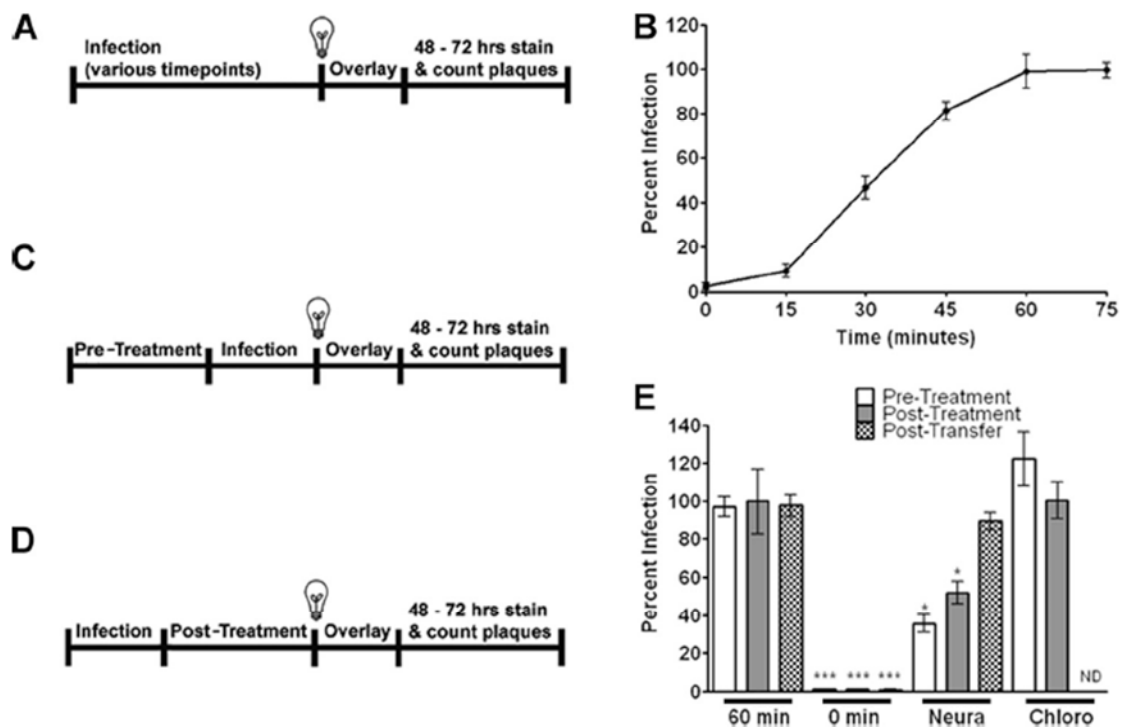 A
Infection
(various timepoints)
Overlay
48 - 72 hrs stain
& count plaques
B
Percent Infection
120
100
80
60
40
20
0
0 15 30 45 60 75
Time (minutes)
C
Pre-Treatment
Infection
Overlay
48 - 72 hrs stain
& count plaques
D
Infection
Post-Treatment
Overlay
48 - 72 hrs stain
& count plaques
E
Pre-Treatment
Post-Treatment
Post-Transfer
Percent Infection
140
120
100
80
60
40
20
0
*** *** ***
*
*
ND
60 min 0 min Neura Chloro